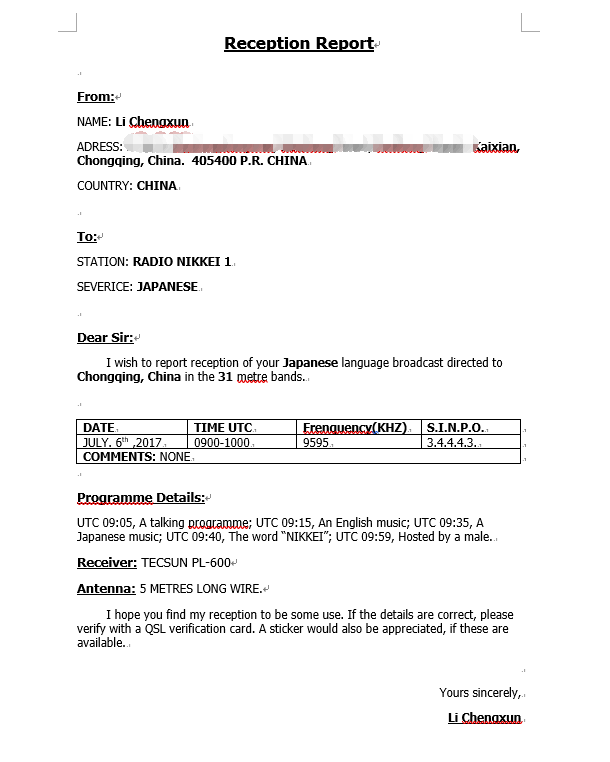 Reception Report
From:
NAME: Li Chengxun
ADRESS: Kaixian,
Chongqing, China. 405400 P.R. CHINA
COUNTRY: CHINA
To:
STATION: RADIO NIKKEI 1
SEVERICE: JAPANESE
Dear Sir:
I wish to report reception of your Japanese language broadcast directed to
Chongqing, China in the 31 metre bands.
DATE TIME UTC Frenquency(KHZ) S.I.N.P.O.
JULY. 6th ,2017 0900-1000 9595 3.4.4.4.3.
COMMENTS: NONE
Programme Details:
UTC 09:05, A talking programme; UTC 09:15, An English music; UTC 09:35, A
Japanese music; UTC 09:40, The word “NIKKEI”; UTC 09:59, Hosted by a male.
Receiver: TECSUN PL-600
Antenna: 5 METRES LONG WIRE.
I hope you find my reception to be some use. If the details are correct, please
verify with a QSL verification card. A sticker would also be appreciated, if these are
available.
Yours sincerely,
Li Chengxun